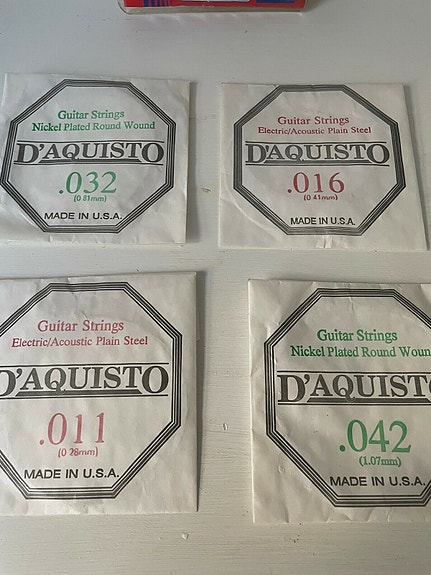 Guitar Strings
Nickel Plated Round Wound
D'AQUISTO
.032
(0.81mm)
MADE IN U.S.A.
Guitar Strings
Electric/Acoustic Plain Steel
D'AQUISTO
.016
(0.41mm)
MADE IN U.S.A.
Guitar Strings
Electric/Acoustic Plain Steel
D'AQUISTO
.011
(0.28mm)
MADE IN U.S.A.
Guitar Strings
Nickel Plated Round Woun
D'AQUISTO
.042
(1.07mm)
MADE IN U.S.A.